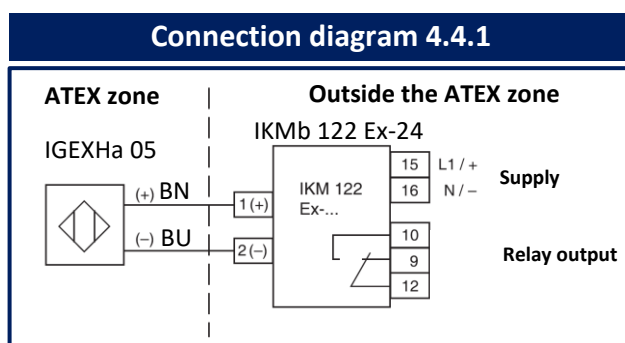 Connection diagram 4.4.1
ATEX zone
Outside the ATEX zone
IKMb 122 Ex-24
IGEXHa 05
(+) BN
(−) BU
1 (+)
2 (−)
IKM 122
Ex-...
15 L1 / +
16 N / −
Supply
10
9
12
Relay output